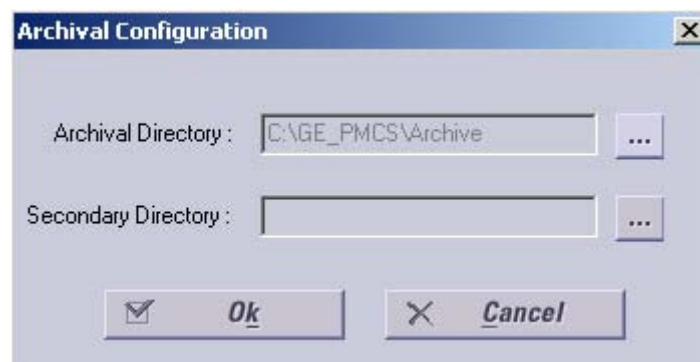 Archival Configuration
Archival Directory : C:\GE_PMCS\Archive ...
Secondary Directory : ...
Ok Cancel